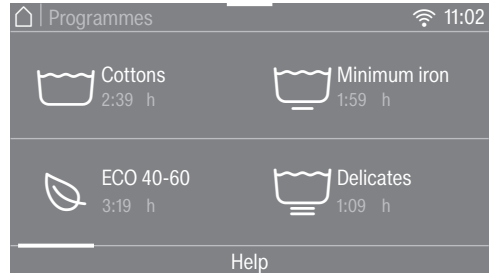 Programmes 11:02
Cottons
2:39 h
Minimum iron
1:59 h
ECO 40-60
3:19 h
Delicates
1:09 h
Help